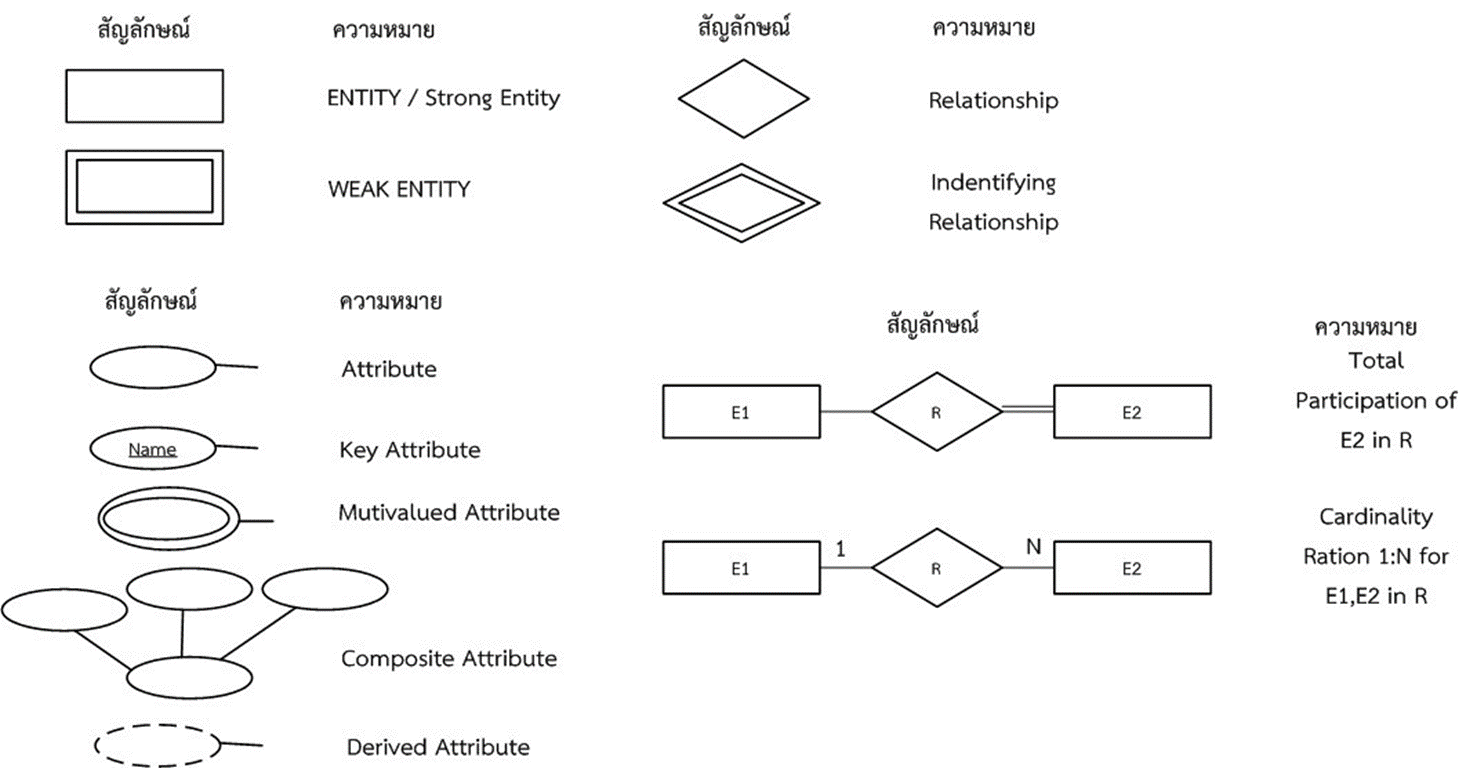 สัญลักษณ์ ความหมาย
ENTITY / Strong Entity
WEAK ENTITY
สัญลักษณ์ ความหมาย
Relationship
Indentifying
Relationship
สัญลักษณ์ ความหมาย
Attribute
Name Key Attribute
Mutivalued Attribute
Composite Attribute
Derived Attribute
สัญลักษณ์ ความหมาย
E1 R E2
Total
Participation of
E2 in R
E1 1 R N E2
Cardinality
Ration 1:N for
E1,E2 in R